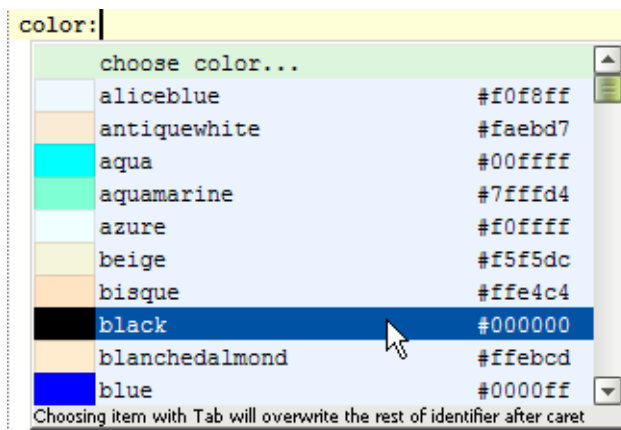 color:
choose color...
aliceblue #f0f8ff
antiquewhite #faebd7
aqua #00ffff
aquamarine #7fffd4
azure #f0ffff
beige #f5f5dc
bisque #ffe4c4
black #000000
blanchedalmond #ffebcd
blue #0000ff
Choosing item with Tab will overwrite the rest of identifier after caret